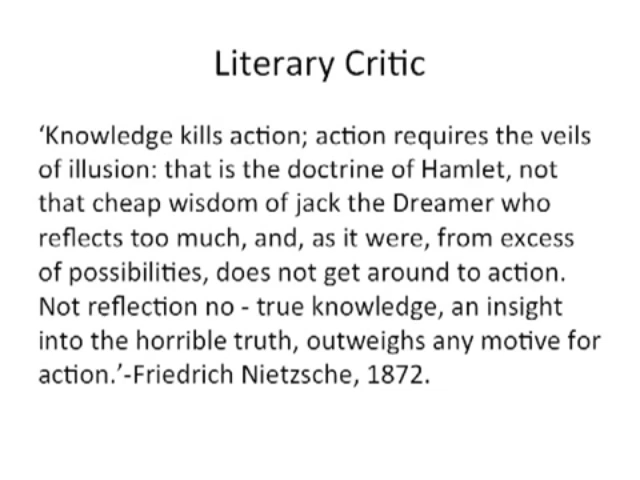 Literary Critic
‘Knowledge kills action; action requires the veils
of illusion: that is the doctrine of Hamlet, not
that cheap wisdom of jack the Dreamer who
reflects too much, and, as it were, from excess
of possibilities, does not get around to action.
Not reflection no - true knowledge, an insight
into the horrible truth, outweighs any motive for
action.’-Friedrich Nietzsche, 1872.